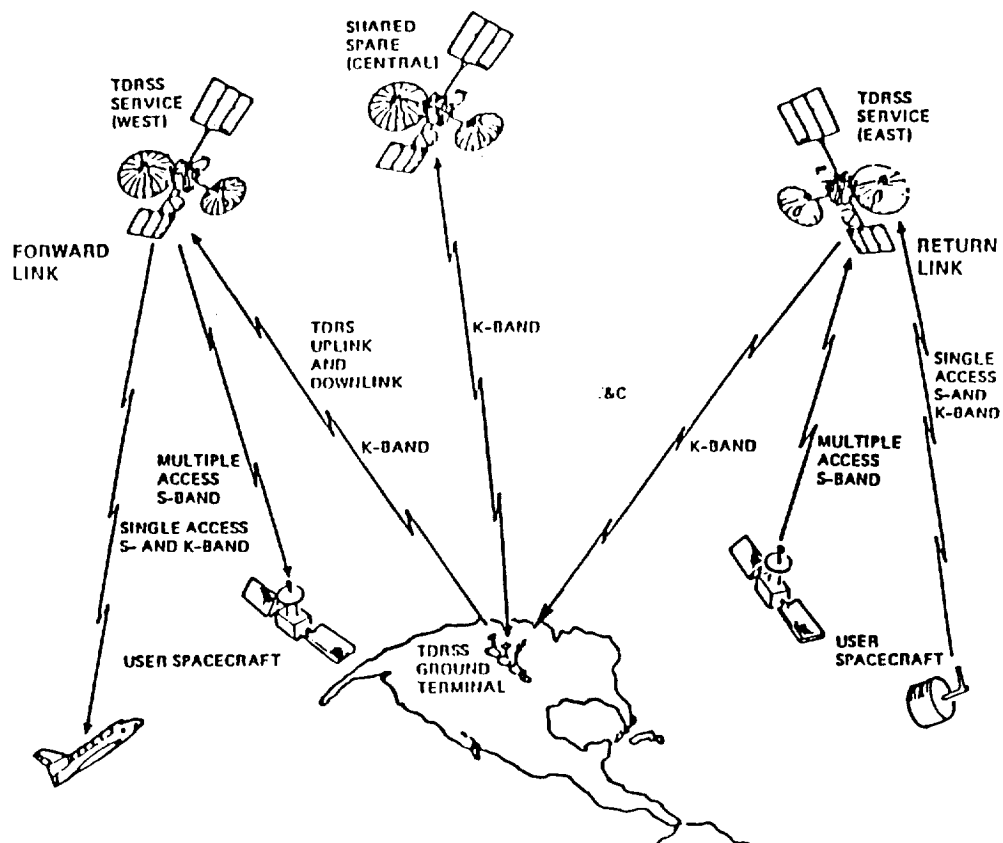 SHARED
SPARE
(CENTRAL)
TDRSS
SERVICE
(WEST)
TDRSS
SERVICE
(EAST)
FORWARD
LINK
RETURN
LINK
TDRS
UPLINK
AND
DOWNLINK
K-BAND
&C
SINGLE
ACCESS
S-AND
K-BAND
K-BAND
K-BAND
MULTIPLE
ACCESS
S-BAND
MULTIPLE
ACCESS
S-BAND
SINGLE ACCESS
S- AND K-BAND
USER SPACECRAFT
TDRSS
GROUND
TERMINAL
USER
SPACECRAFT